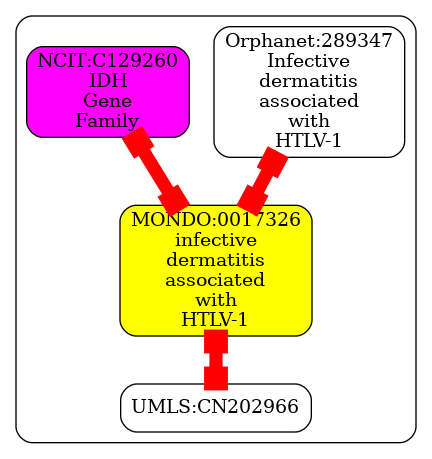 NCIT:C129260
IDH
Gene
Family
Orphanet:289347
Infective
dermatitis
associated
with
HTLV-1
MONDO:0017326
infective
dermatitis
associated
with
HTLV-1
UMLS:CN202966